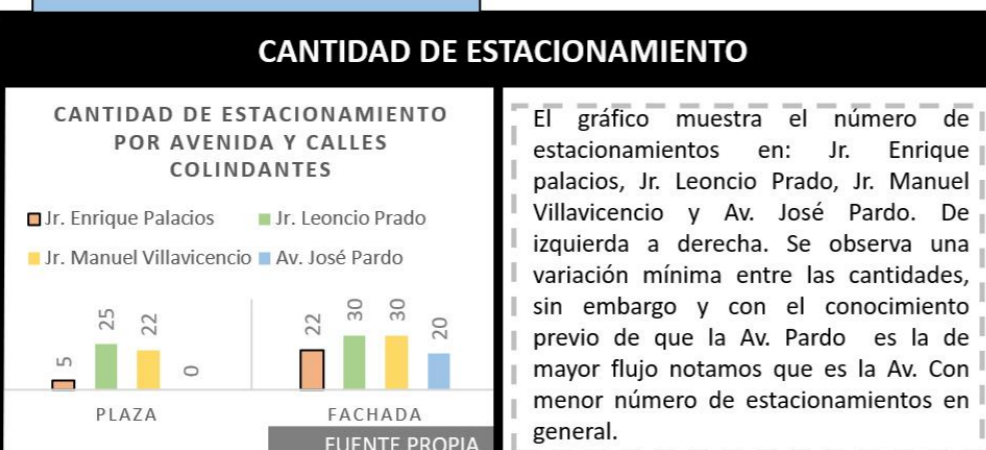 CANTIDAD DE ESTACIONAMIENTO
CANTIDAD DE ESTACIONAMIENTO
POR AVENIDA Y CALLES
COLINDANTES
Jr. Enrique Palacios Jr. Leoncio Prado
Jr. Manuel Villavicencio Av. José Pardo
5 25 22 0 22 30 30 20
PLAZA FACHADA
FUENTE PROPIA
El gráfico muestra el número de
estacionamientos en: Jr. Enrique
palacios, Jr. Leoncio Prado, Jr. Manuel
Villavicencio y Av. José Pardo. De
izquierda a derecha. Se observa una
variación mínima entre las cantidades,
sin embargo y con el conocimiento
previo de que la Av. Pardo es la de
mayor flujo notamos que es la Av. Con
menor número de estacionamientos en
general.